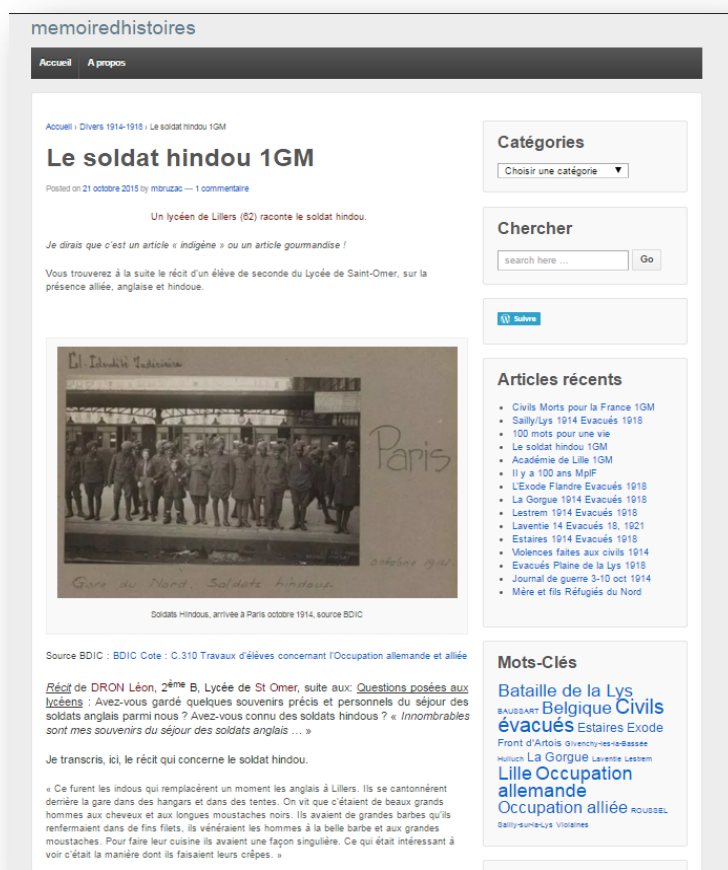 memoiredhistoires
Accueil
A propos
Accueil › Divers 1914-1918 › Le soldat hindou 1GM
Le soldat hindou 1GM
Posted on 21 octobre 2015 by mbruzac — 1 commentaire
Un lycéen de Lillers (62) raconte le soldat hindou.
Je dirais que c'est un article « indigène » ou un article gourmandise !
Vous trouverez à la suite le récit d'un élève de seconde du Lycée de Saint-Omer, sur la
présence alliée, anglaise et hindoue.
Paris
octobre 1914.
Gare du Nord. Soldats hindous.
Soldats Hindous, arrivée à Paris octobre 1914, source BDIC
Source BDIC : BDIC Cote : C.310 Travaux d'élèves concernant l'Occupation allemande et alliée
Récit de DRON Léon, 2ème B, Lycée de St Omer, suite aux: Questions posées aux
lycéens : Avez-vous gardé quelques souvenirs précis et personnels du séjour des
soldats anglais parmi nous ? Avez-vous connu des soldats hindous ? « Innombrables
sont mes souvenirs du séjour des soldats anglais … »
Je transcris, ici, le récit qui concerne le soldat hindou.
« Ce furent les indous qui remplacèrent un moment les anglais à Lillers. Ils se cantonnèrent
derrière la gare dans des hangars et dans des tentes. On vit que c'étaient de beaux grands
hommes aux cheveux et aux longues moustaches noirs. Ils avaient de grandes barbes qu'ils
renfermaient dans de fins filets, ils vénéraient les hommes à la belle barbe et aux grandes
moustaches. Pour faire leur cuisine ils avaient une façon singulière. Ce qui était intéressant à
voir c'était la manière dont ils faisaient leurs crêpes. »
Catégories
Choisir une catégorie
Chercher
search here …
Go
Suivre
Articles récents
Civils Morts pour la France 1GM
Sailly/Lys 1914 Evacués 1918
100 mots pour une vie
Le soldat hindou 1GM
Académie de Lille 1GM
Il y a 100 ans MplF
L'Exode Flandre Evacués 1918
La Gorgue 1914 Evacués 1918
Lestrem 1914 Evacués 1918
Laventie 14 Evacués 18, 1921
Estaires 1914 Evacués 1918
Violences faites aux civils 1914
Evacués Plaine de la Lys 1918
Journal de guerre 3-10 oct 1914
Mére et fils Réfugiés du Nord
Mots-Clés
Bataille de la Lys
BAUSSART Belgique Civils
évacués Estaires Exode
Front d'Artois Givenchy-les-la-Bassée
Hulluch La Gorgue Laventie Lestrem
Lille Occupation
allemande
Occupation alliée ROUSSEL
Sailly-sur-la-Lys Violaines